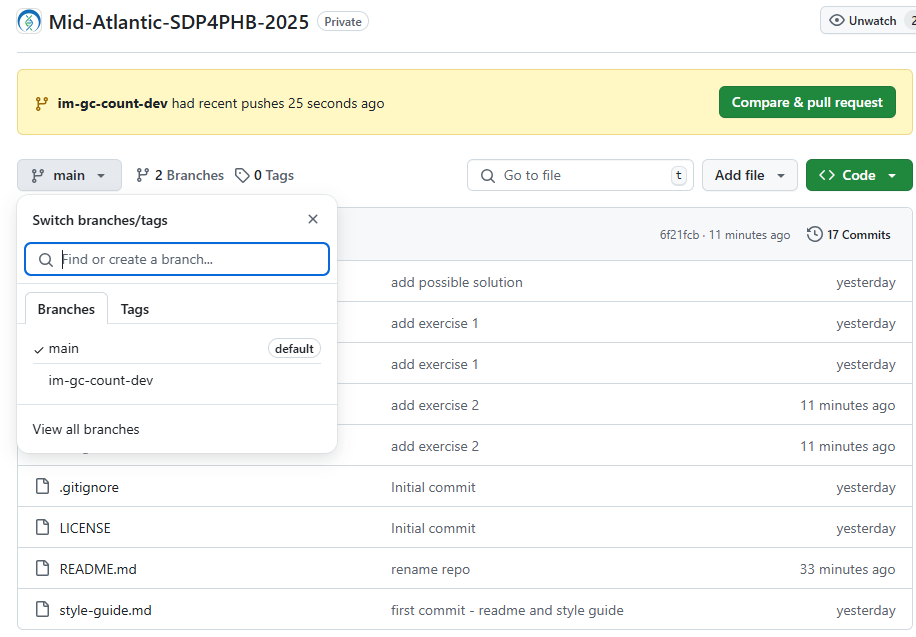 Mid-Atlantic-SDP4PHB-2025 Private Unwatch 2
im-gc-count-dev had recent pushes 25 seconds ago Compare & pull request
main 2 Branches 0 Tags Go to file t Add file Code
Switch branches/tags
Find or create a branch...
Branches Tags
main default
im-gc-count-dev
View all branches
6f21fcb · 11 minutes ago 17 Commits
add possible solution yesterday
add exercise 1 yesterday
add exercise 1 yesterday
add exercise 2 11 minutes ago
add exercise 2 11 minutes ago
.gitignore Initial commit yesterday
LICENSE Initial commit yesterday
README.md rename repo 33 minutes ago
style-guide.md first commit - readme and style guide yesterday